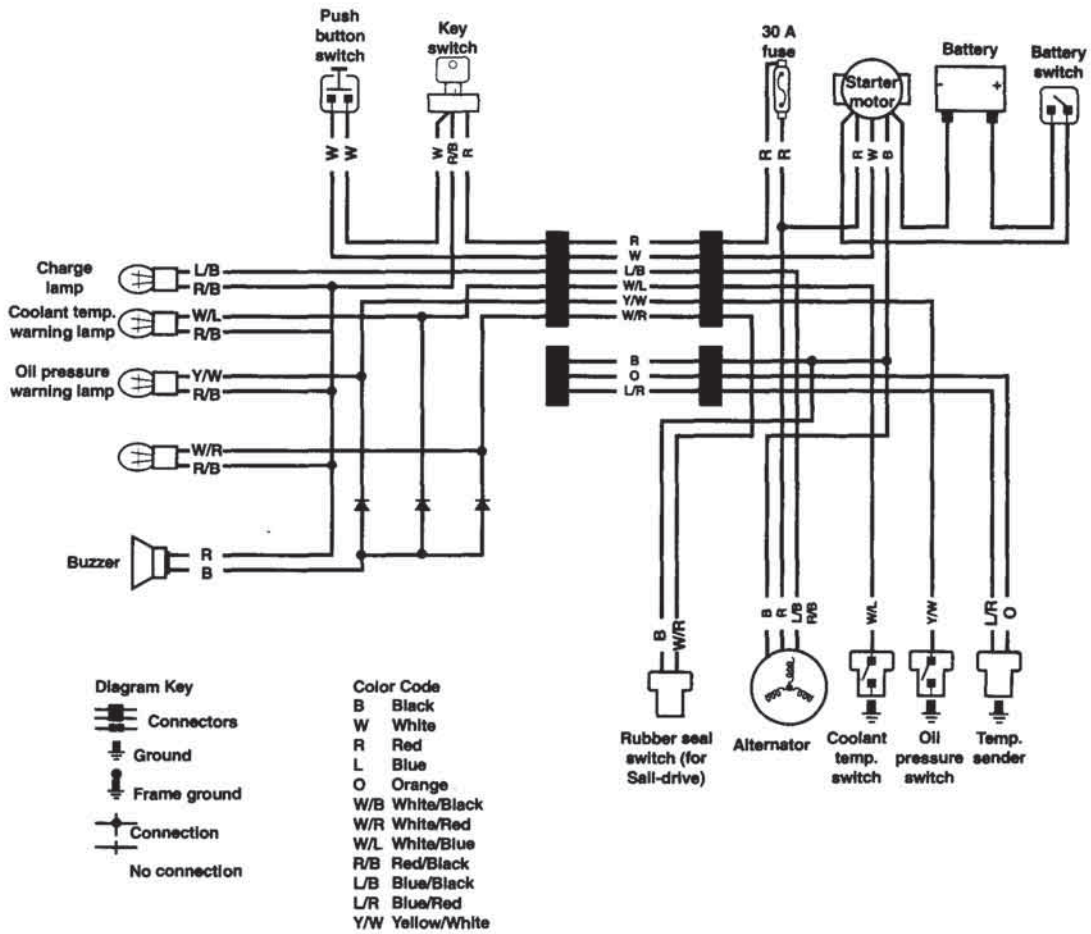 Push
button
switch
Key
switch
30 A
fuse
Starter
motor
Battery
- +
Battery
switch
W W
W R/B R
R R
R W B
Charge
lamp
L/B
R/B
Coolant temp.
warning lamp
W/L
R/B
Oil pressure
warning lamp
Y/W
R/B
W/R
R/B
Buzzer
R
B
R
W
L/B
W/L
Y/W
W/R
B
O
L/R
B W/R
B R L/B R/B
W/L
Y/W
L/R O
Rubber seal
switch (for
Sail-drive)
Alternator
Coolant
temp.
switch
Oil
pressure
switch
Temp.
sender
Diagram Key
Connectors
Ground
Frame ground
Connection
No connection
Color Code
B Black
W White
R Red
L Blue
O Orange
W/B White/Black
W/R White/Red
W/L White/Blue
R/B Red/Black
L/B Blue/Black
L/R Blue/Red
Y/W Yellow/White